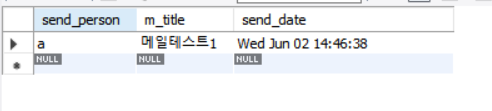 send_person m_title send_date
a 메일테스트1 Wed Jun 02 14:46:38
NULL NULL NULL